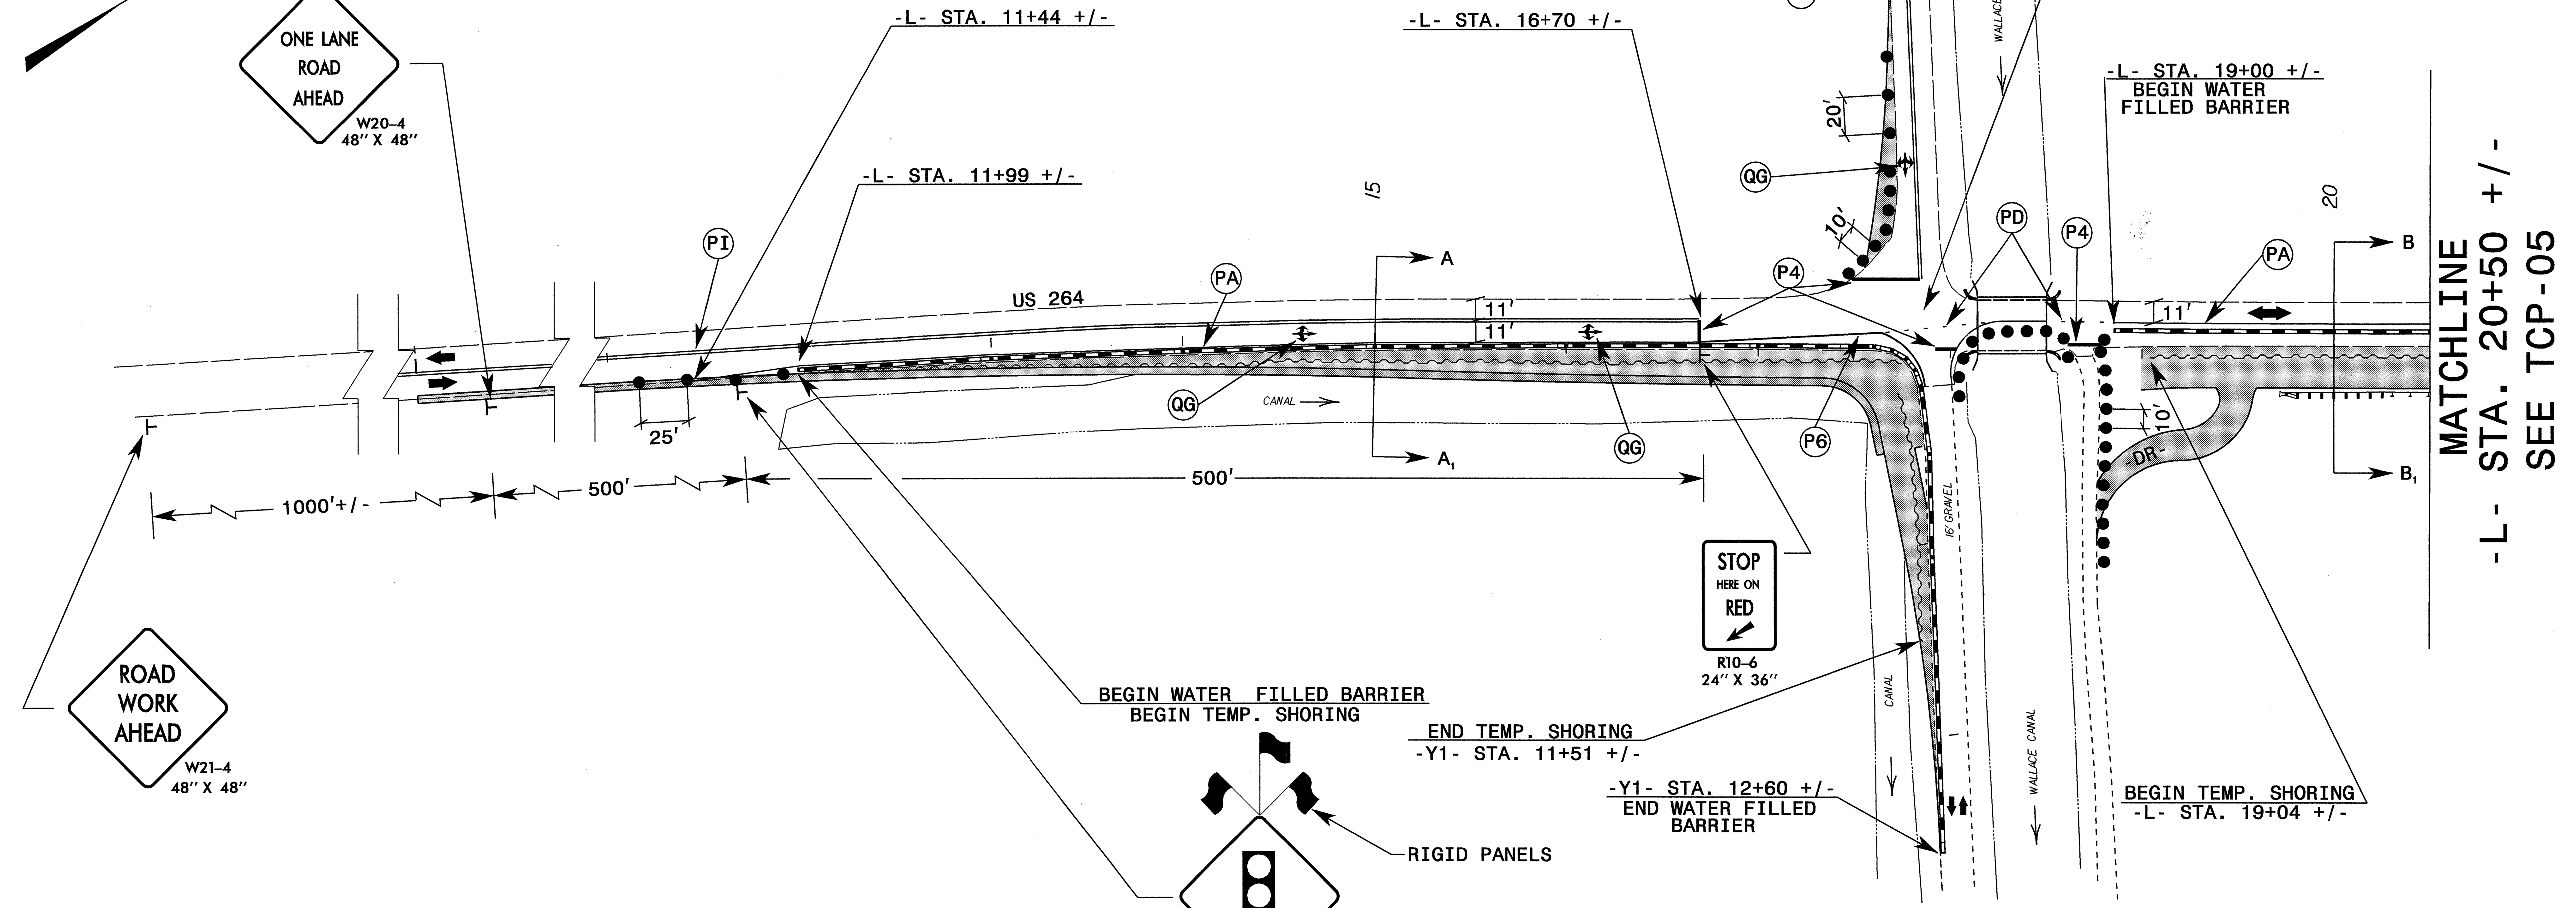 -L- STA. 11+44 +/-
-L- STA. 16+70 +/-
WALLACE
ONE LANE
ROAD
AHEAD
W20-4
48" X 48"
-L- STA. 19+00 +/-
BEGIN WATER
FILLED BARRIER
20'
-L- STA. 11+99 +/-
QG
15
20
10'
PI
PD
P4
PA
B
A
PA
P4
US 264
11'
11'
11'
MATCHLINE
-L- STA. 20+50 +/-
SEE TCP-05
QG
CANAL
25'
QG
P6
10'
-DR-
A1
B1
1000'+/-
500'
500'
16' GRAVEL
STOP
HERE ON
RED
R10-6
24" X 36"
ROAD
WORK
AHEAD
W21-4
48" X 48"
BEGIN WATER FILLED BARRIER
BEGIN TEMP. SHORING
CANAL
WALLACE CANAL
END TEMP. SHORING
-Y1- STA. 11+51 +/-
-Y1- STA. 12+60 +/-
END WATER FILLED
BARRIER
BEGIN TEMP. SHORING
-L- STA. 19+04 +/-
RIGID PANELS